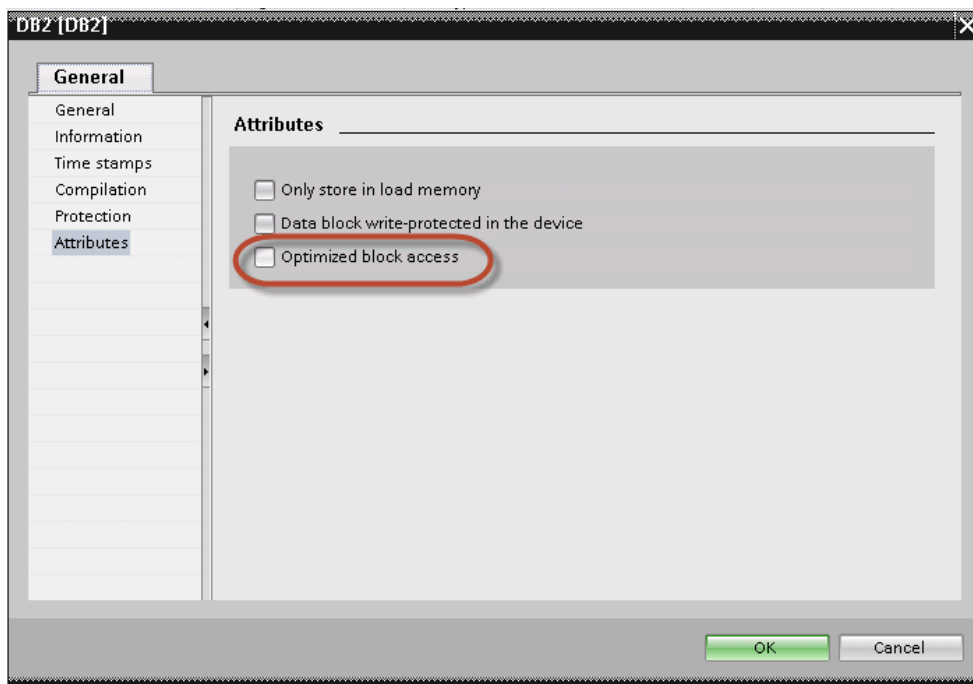 DB2 [DB2]
General
General
Information
Time stamps
Compilation
Protection
Attributes
Attributes
Only store in load memory
Data block write-protected in the device
Optimized block access
OK
Cancel